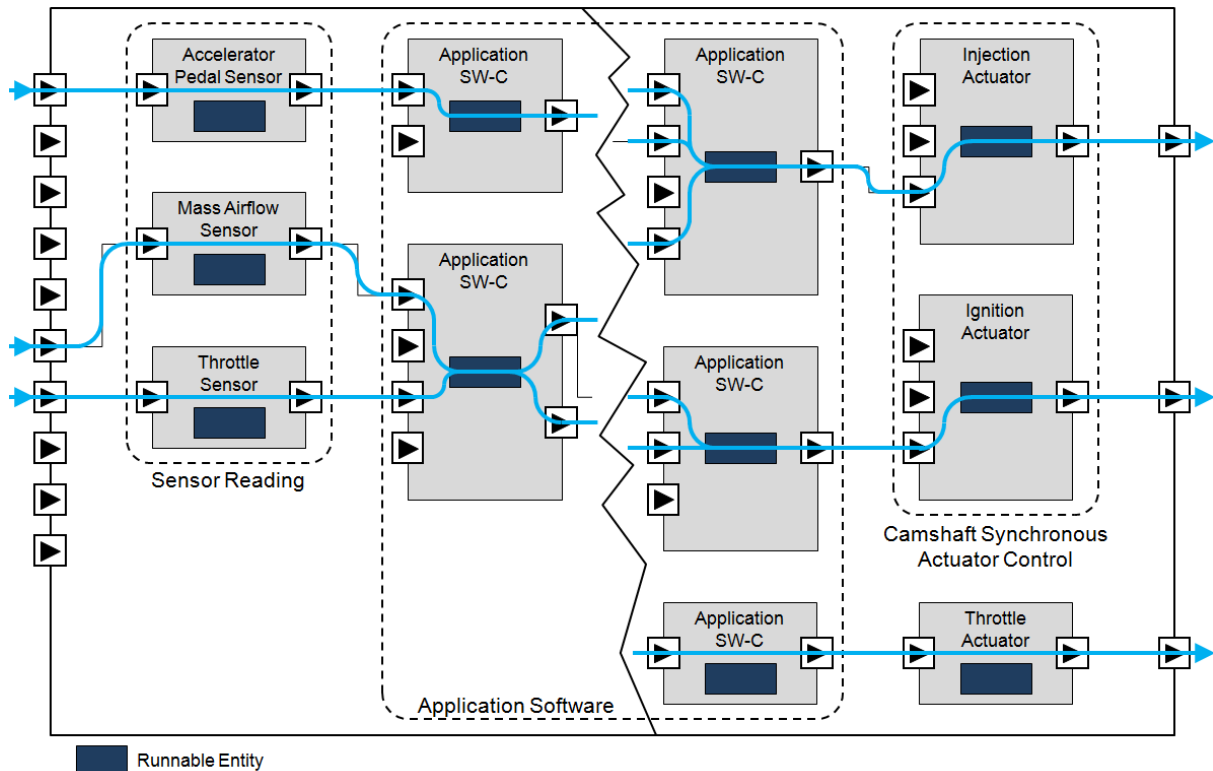 Accelerator
Pedal Sensor
Mass Airflow
Sensor
Throttle
Sensor
Sensor Reading
Application
SW-C
Application
SW-C
Application
SW-C
Application
SW-C
Application
SW-C
Application Software
Injection
Actuator
Ignition
Actuator
Camshaft Synchronous
Actuator Control
Throttle
Actuator
Runnable Entity